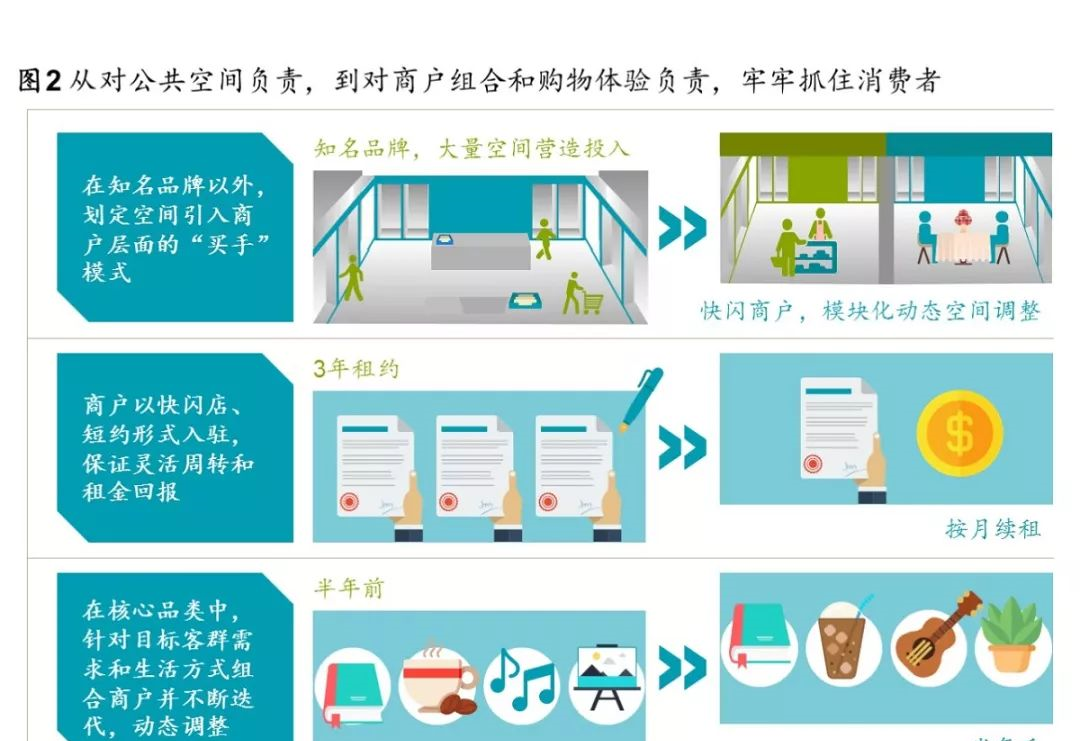 图2 从对公共空间负责，到对商户组合和购物体验负责，牢牢抓住消费者
在知名品牌以外，
划定空间引入商
户层面的“买手”
模式
知名品牌，大量空间营造投入
快闪商户，模块化动态空间调整
商户以快闪店、
短约形式入驻，
保证灵活周转和
租金回报
3年租约
按月续租
在核心品类中，
针对目标客群需
求和生活方式组
合商户并不断迭
代，动态调整
半年前